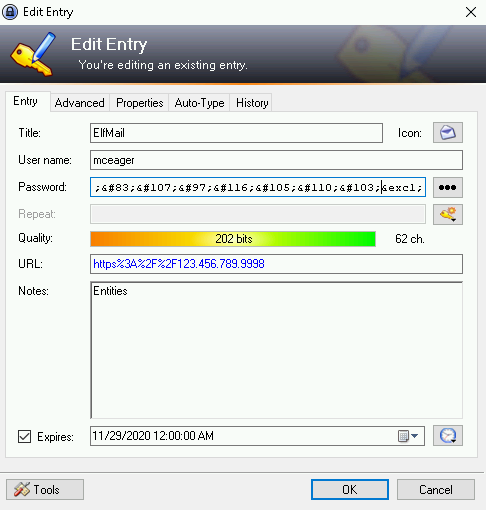 Edit Entry
Edit Entry
You're editing an existing entry.
Entry Advanced Properties Auto-Type History
Title: ElfMail Icon:
User name: mceager
Password: ;&#83;&#107;&#97;&#116;&#105;&#110;&#103;&excl;
Repeat:
Quality: 202 bits 62 ch.
URL: https%3A%2F%2F123.456.789.9998
Notes: Entities
Expires: 11/29/2020 12:00:00 AM
Tools OK Cancel